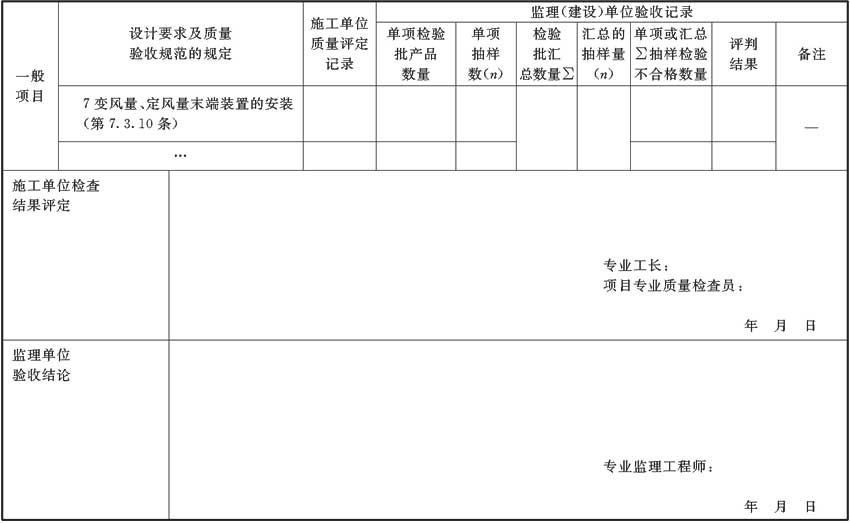 一般
项目
设计要求及质量
验收规范的规定
施工单位
质量评定
记录
监理(建设)单位验收记录
单项检验
批产品
数量
单项
抽样
数(n)
检验
批汇
总数量∑
汇总的
抽样量
(n)
单项或汇总
∑抽样检验
不合格数量
评判
结果
备注
7 变风量、定风量末端装置的安装
(第 7.3.10 条)
—
…
施工单位检查
结果评定
专业工长:
项目专业质量检查员:
年 月 日
监理单位
验收结论
专业监理工程师:
年 月 日